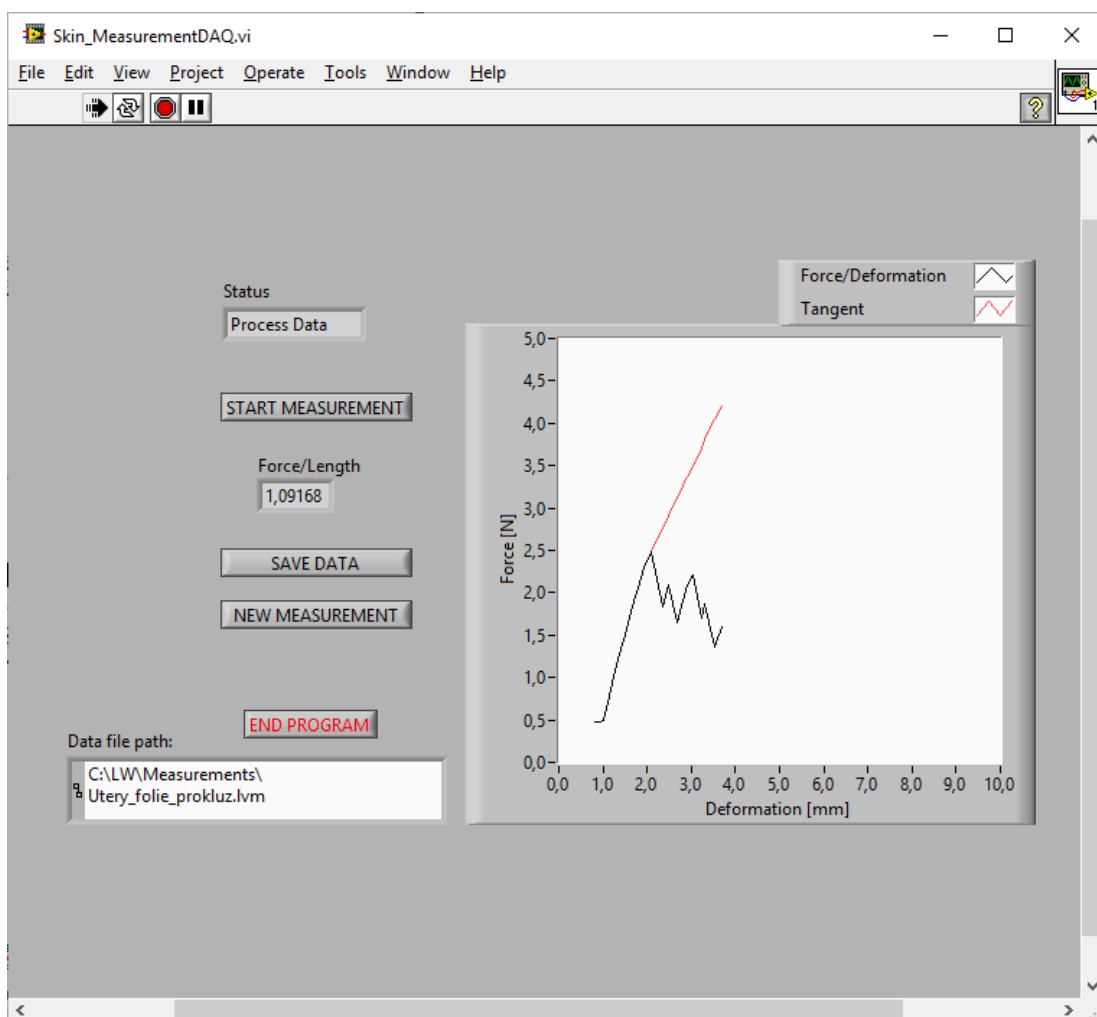 Skin_MeasurementDAQ.vi
File Edit View Project Operate Tools Window Help
1
Status
Process Data
START MEASUREMENT
Force/Length
1,09168
SAVE DATA
NEW MEASUREMENT
END PROGRAM
Data file path:
C:\LW\Measurements\
Utery_folie_prokluz.lvm
Force/Deformation
Tangent
5,0
4,5
4,0
3,5
3,0
2,5
2,0
1,5
1,0
0,5
0,0
Force [N]
0,0 1,0 2,0 3,0 4,0 5,0 6,0 7,0 8,0 9,0 10,0
Deformation [mm]